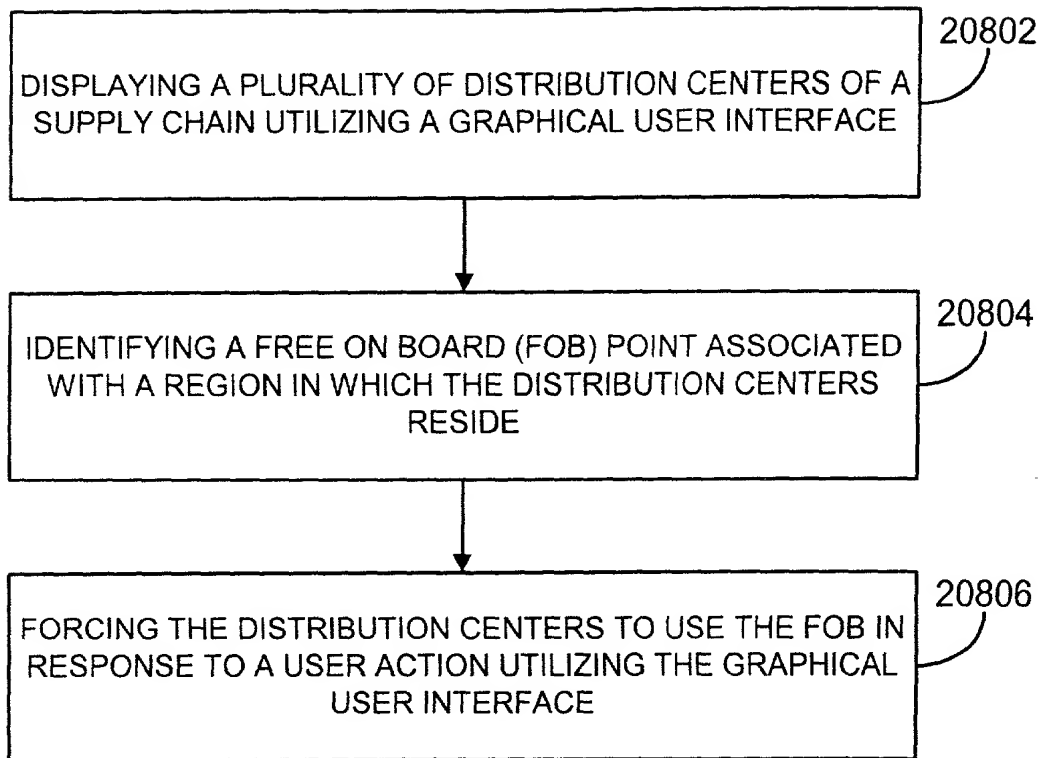 20802
DISPLAYING A PLURALITY OF DISTRIBUTION CENTERS OF A
SUPPLY CHAIN UTILIZING A GRAPHICAL USER INTERFACE
20804
IDENTIFYING A FREE ON BOARD (FOB) POINT ASSOCIATED
WITH A REGION IN WHICH THE DISTRIBUTION CENTERS
RESIDE
20806
FORCING THE DISTRIBUTION CENTERS TO USE THE FOB IN
RESPONSE TO A USER ACTION UTILIZING THE GRAPHICAL
USER INTERFACE